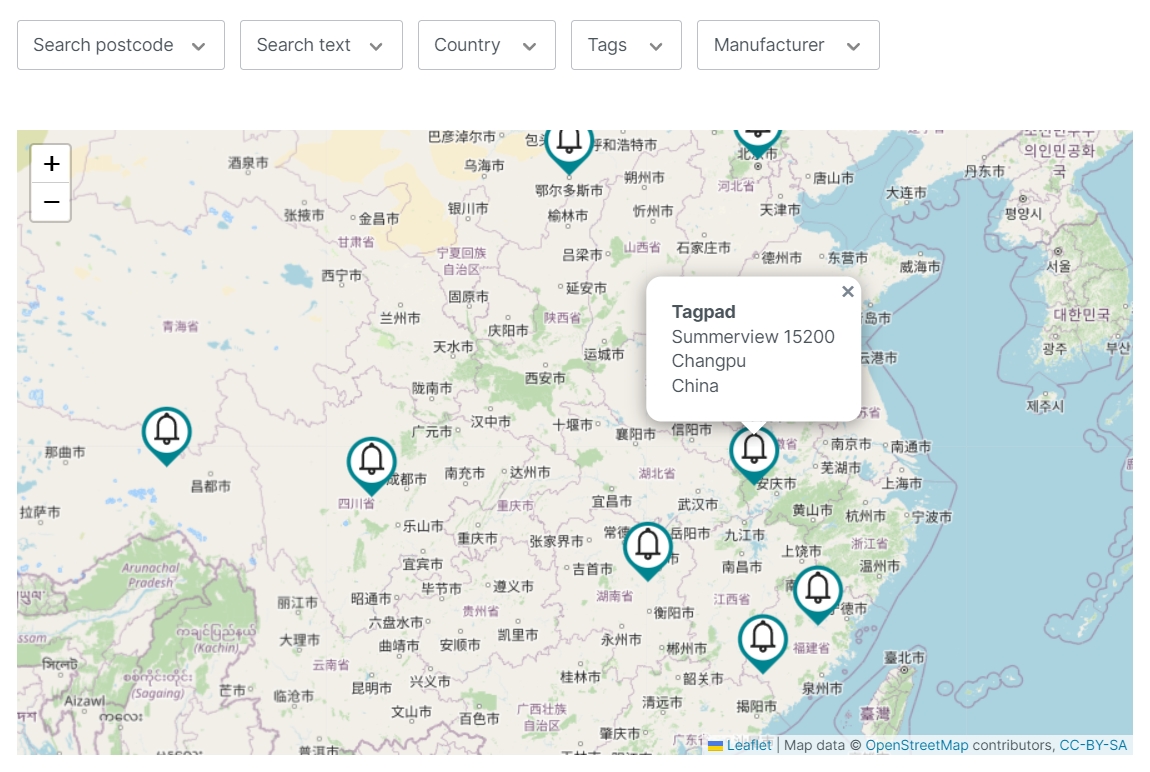 Search postcode
Search text
Country
Tags
Manufacturer
+
−
巴彦淖尔市
呼和浩特市
酒泉市
乌海市
朔州市
北京市
丹东市
의인민공화
국
鄂尔多斯市
河北省
唐山市
大连市
张掖市
金昌市
银川市
榆林市
忻州市
天津市
평양시
甘肃省
宁夏回族
自治区
吕梁市
山西省
石家庄市
德州市
东营市
威海市
서울
西宁市
固原市
延安市
青海省
兰州市
庆阳市
陕西省
대한민국
天水市
运城市
광주
부산
陇南市
西安市
제주시
Tagpad
Summerview 15200
Changpu
China
×
青岛市
云港市
苏省
那曲市
昌都市
广元市
汉中市
十堰市
襄阳市
信阳市
徽省
南京市
南通市
成都市
南充市
达州市
湖北省
芜湖市
安庆市
上海市
拉萨市
四川省
重庆市
宜昌市
武汉市
黄山市
杭州市
宁波市
乐山市
重庆市
张家界市
常德
岳阳市
九江市
上饶市
浙江省
Arunachal
Pradesh
宜宾市
吉首市
南昌市
温州市
丽江市
昭通市
毕节市
遵义市
湖南省
江西省
宁德市
大理市
六盘水市
贵州省
衡阳市
(Kachin)
曲靖市
安顺市
凯里市
永州市
郴州市
福建省
云南省
臺北市
(Sagaing)
芒市
临沧市
昆明市
兴义市
桂林市
韶关市
泉州市
Aizawl
文山市
百色市
广西壮族
自治区
清远市
揭阳市
臺灣
普洱市
肇庆市
广东省
Leaflet | Map data © OpenStreetMap contributors, CC-BY-SA